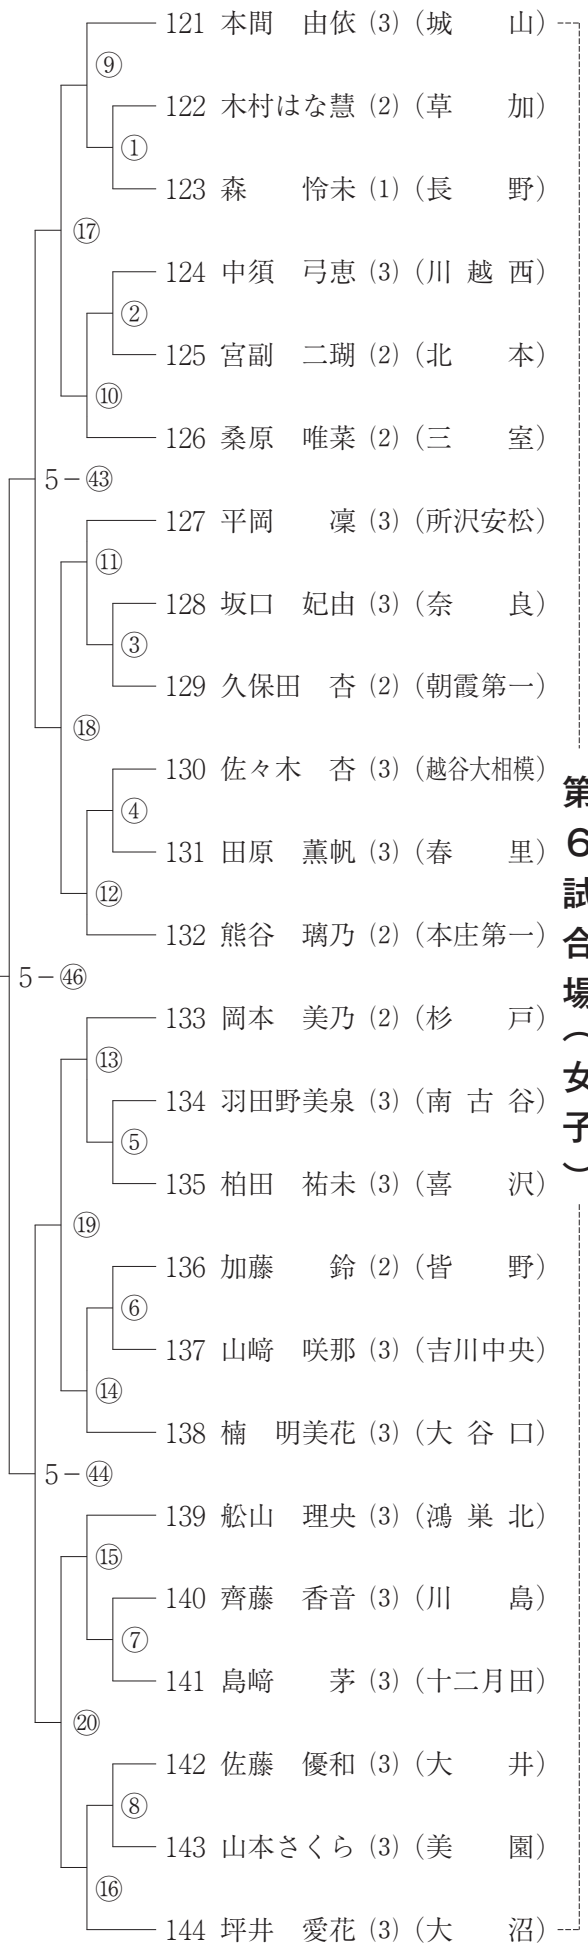 121 本間　由依 (3)（城　　山）
⑨
122 木村はな慧 (2)（草　　加）
①
123 森　　怜未 (1)（長　　野）
⑰
124 中須　弓恵 (3)（川 越 西）
②
125 宮副　二瑚 (2)（北　　本）
⑩
126 桑原　唯菜 (2)（三　　室）
5－㊸
127 平岡　　凜 (3)（所沢安松）
⑪
128 坂口　妃由 (3)（奈　　良）
③
129 久保田　杏 (2)（朝霞第一）
⑱
130 佐々木　杏 (3)（越谷大相模）
④
131 田原　薫帆 (3)（春　　里）
⑫
132 熊谷　璃乃 (2)（本庄第一）
5－㊻
133 岡本　美乃 (2)（杉　　戸）
⑬
134 羽田野美泉 (3)（南 古 谷）
⑤
135 柏田　祐未 (3)（喜　　沢）
⑲
136 加藤　　鈴 (2)（皆　　野）
⑥
137 山﨑　咲那 (3)（吉川中央）
⑭
138 楠　明美花 (3)（大 谷 口）
5－㊹
139 舩山　理央 (3)（鴻 巣 北）
⑮
140 齊藤　香音 (3)（川　　島）
⑦
141 島﨑　　茅 (3)（十二月田）
⑳
142 佐藤　優和 (3)（大　　井）
⑧
143 山本さくら (3)（美　　園）
⑯
144 坪井　愛花 (3)（大　　沼）
第６試合場（女子）